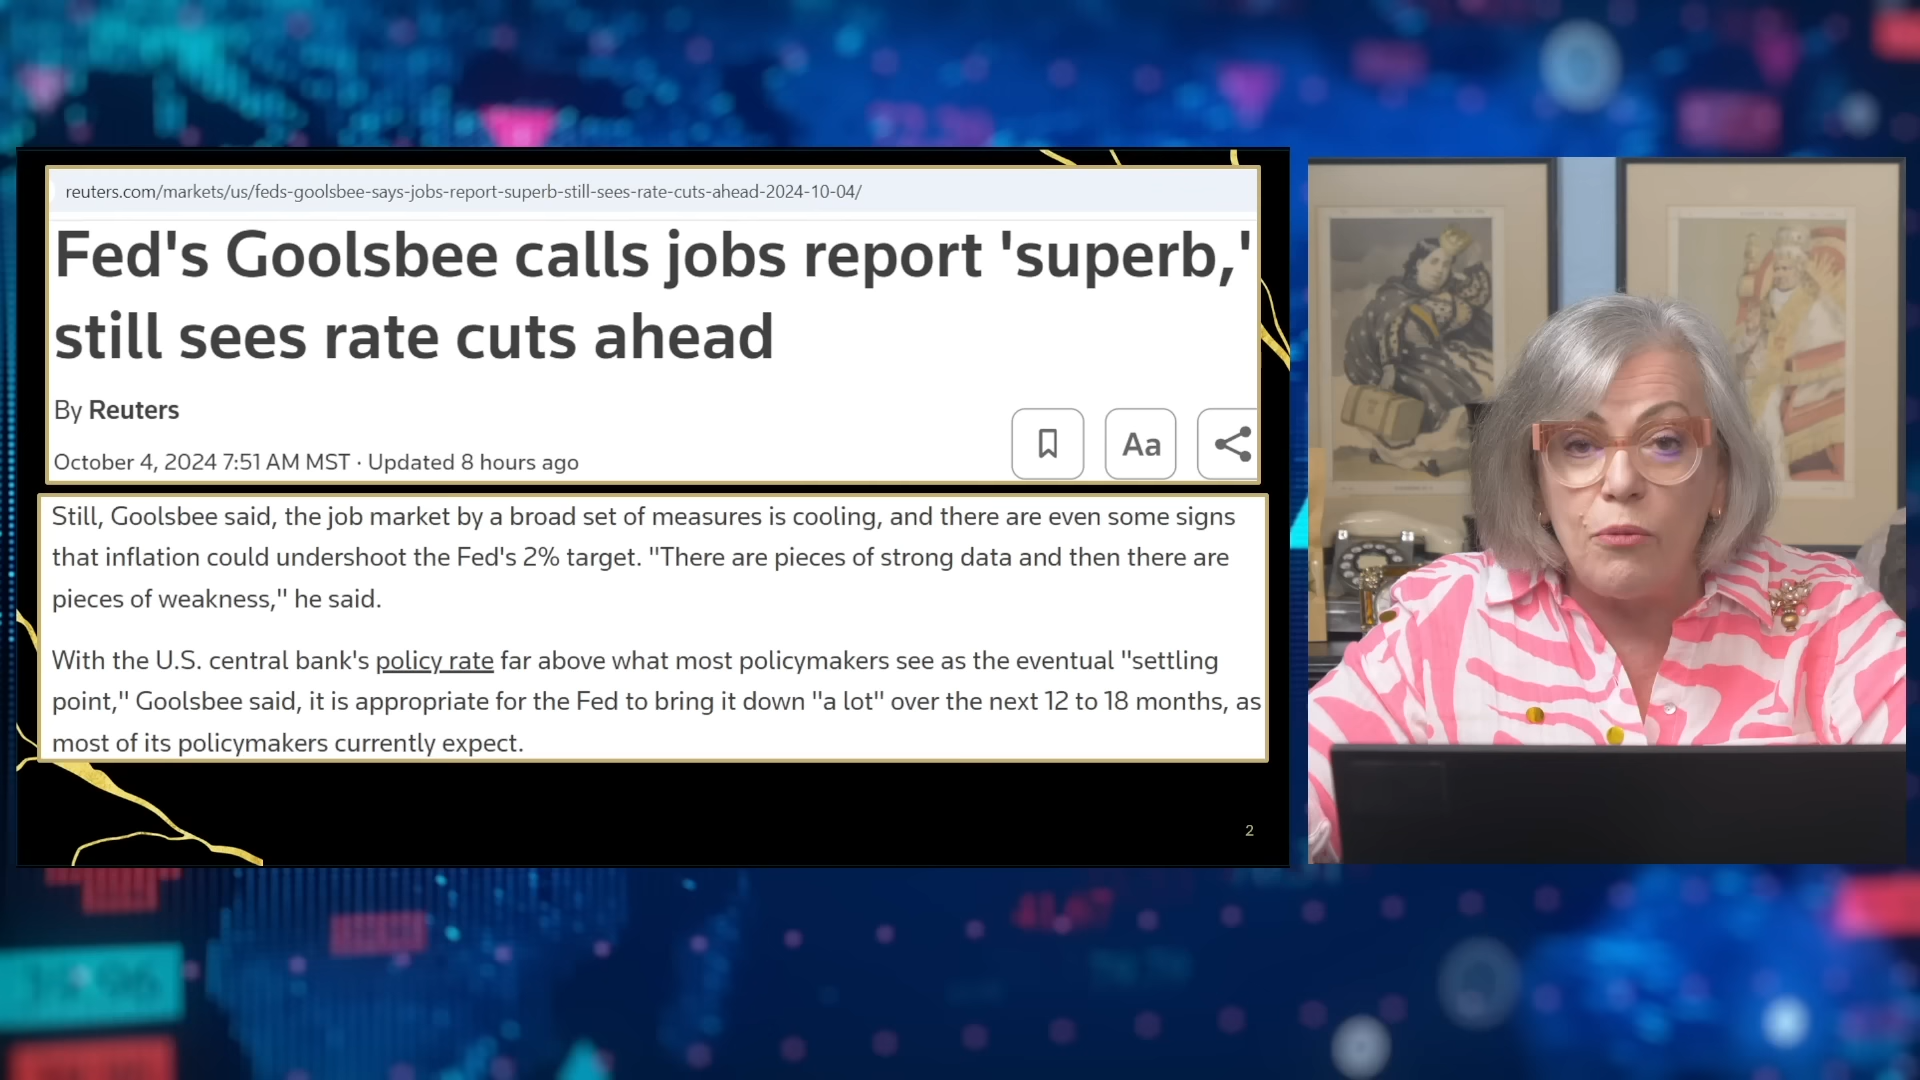 reuters.com/markets/us/feds-goolsbee-says-jobs-report-superb-still-sees-rate-cuts-ahead-2024-10-04/
Fed's Goolsbee calls jobs report 'superb,'
still sees rate cuts ahead
By Reuters
October 4, 2024 7:51 AM MST · Updated 8 hours ago
Aa
Still, Goolsbee said, the job market by a broad set of measures is cooling, and there are even some signs
that inflation could undershoot the Fed's 2% target. "There are pieces of strong data and then there are
pieces of weakness," he said.
With the U.S. central bank's policy rate far above what most policymakers see as the eventual "settling
point," Goolsbee said, it is appropriate for the Fed to bring it down "a lot" over the next 12 to 18 months, as
most of its policymakers currently expect.
2